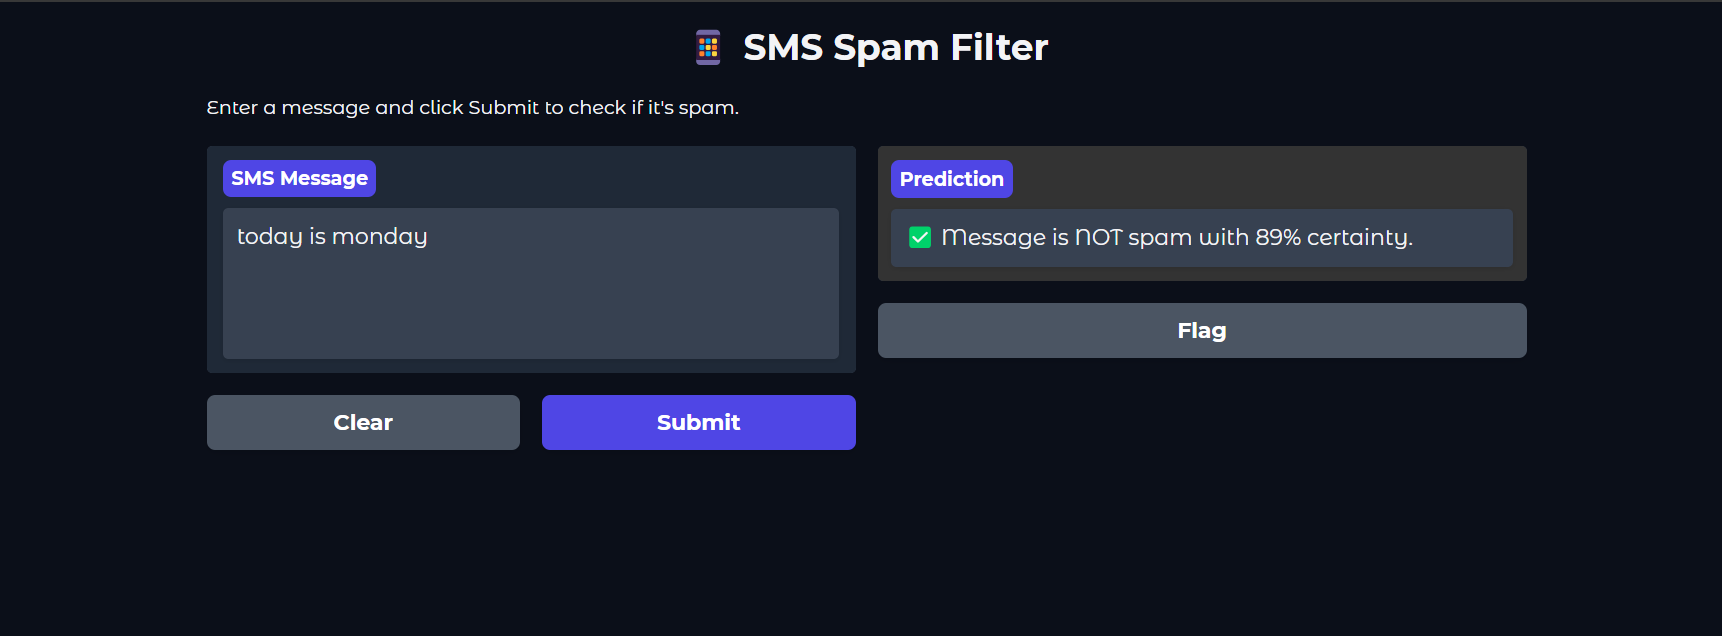 SMS Spam Filter
Enter a message and click Submit to check if it's spam.
SMS Message
today is monday
Clear
Submit
Prediction
Message is NOT spam with 89% certainty.
Flag